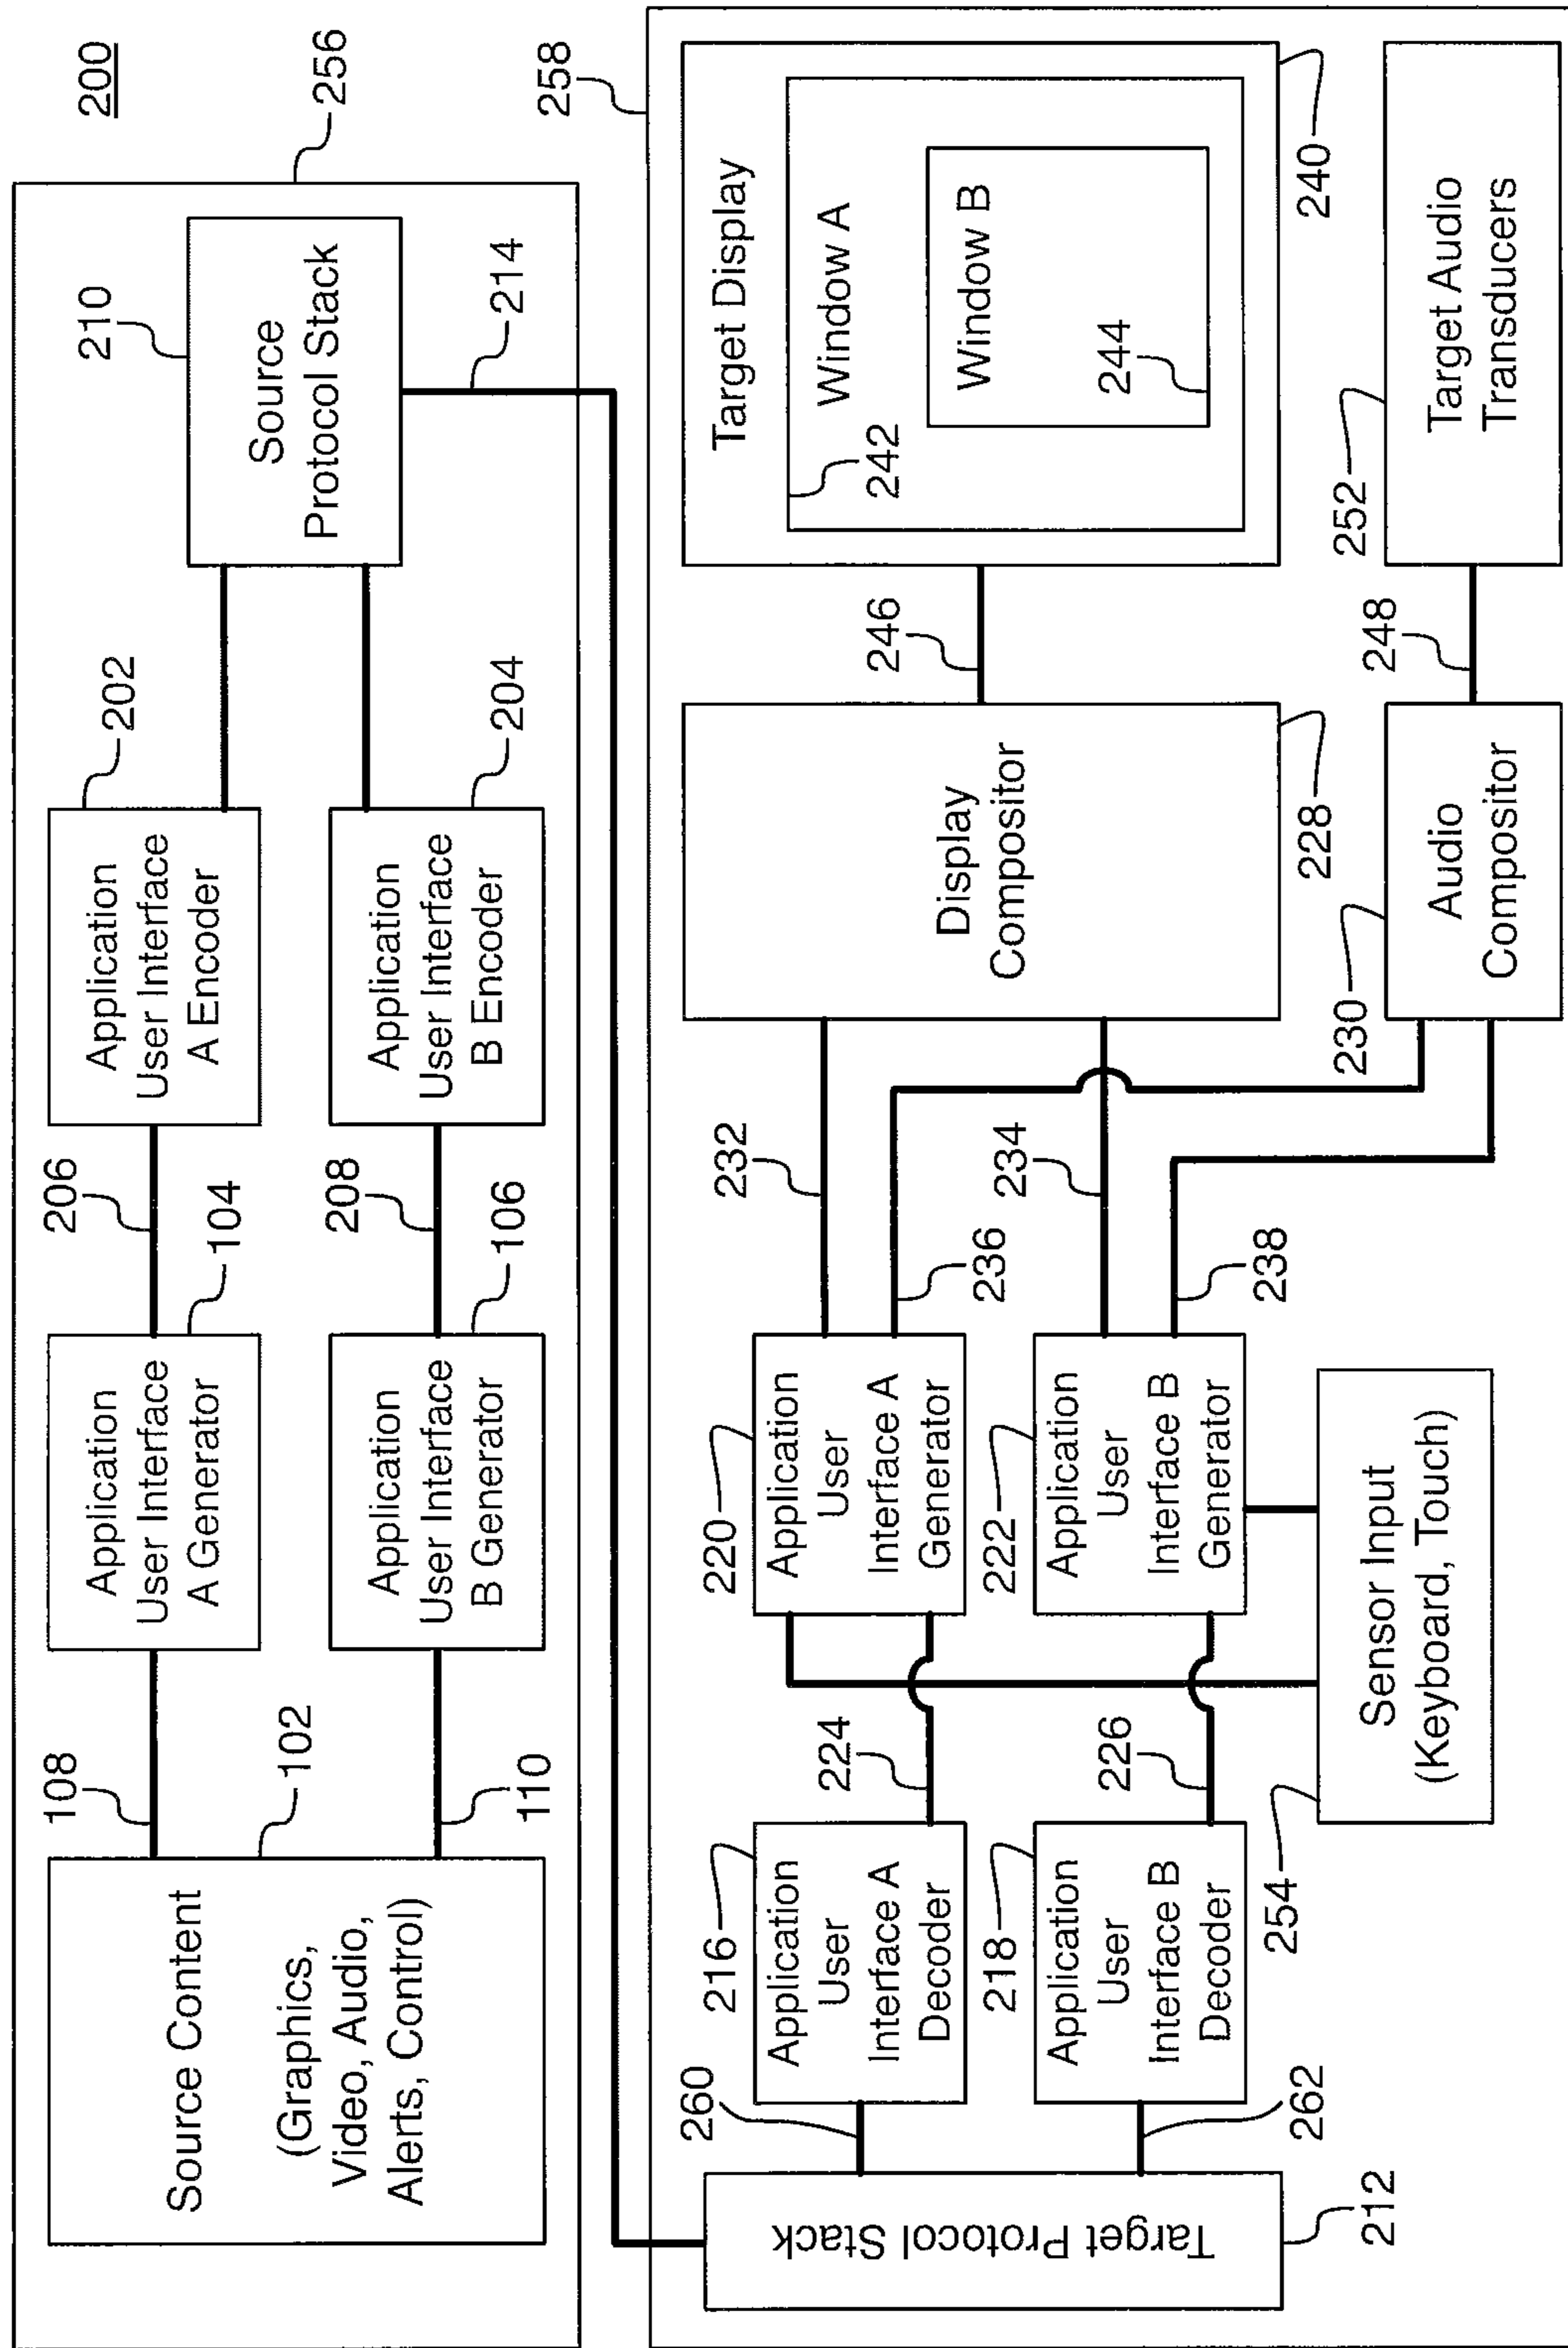 200
256
Source Content
(Graphics,
Video, Audio,
Alerts, Control)
108
102
110
Application
User Interface
A Generator
104
206
Application
User Interface
B Generator
106
208
Application
User Interface
A Encoder
202
Application
User Interface
B Encoder
204
210
Source
Protocol Stack
214
258
Target Protocol Stack
212
260
262
216
Application
User
Interface A
Decoder
218
Application
User
Interface B
Decoder
224
226
220
Application
User
Interface A
Generator
222
Application
User
Interface B
Generator
254
Sensor Input
(Keyboard, Touch)
232
236
234
238
Display
Compositor
228
230
Audio
Compositor
246
248
Target Display
Window A
242
Window B
244
240
252
Target Audio
Transducers